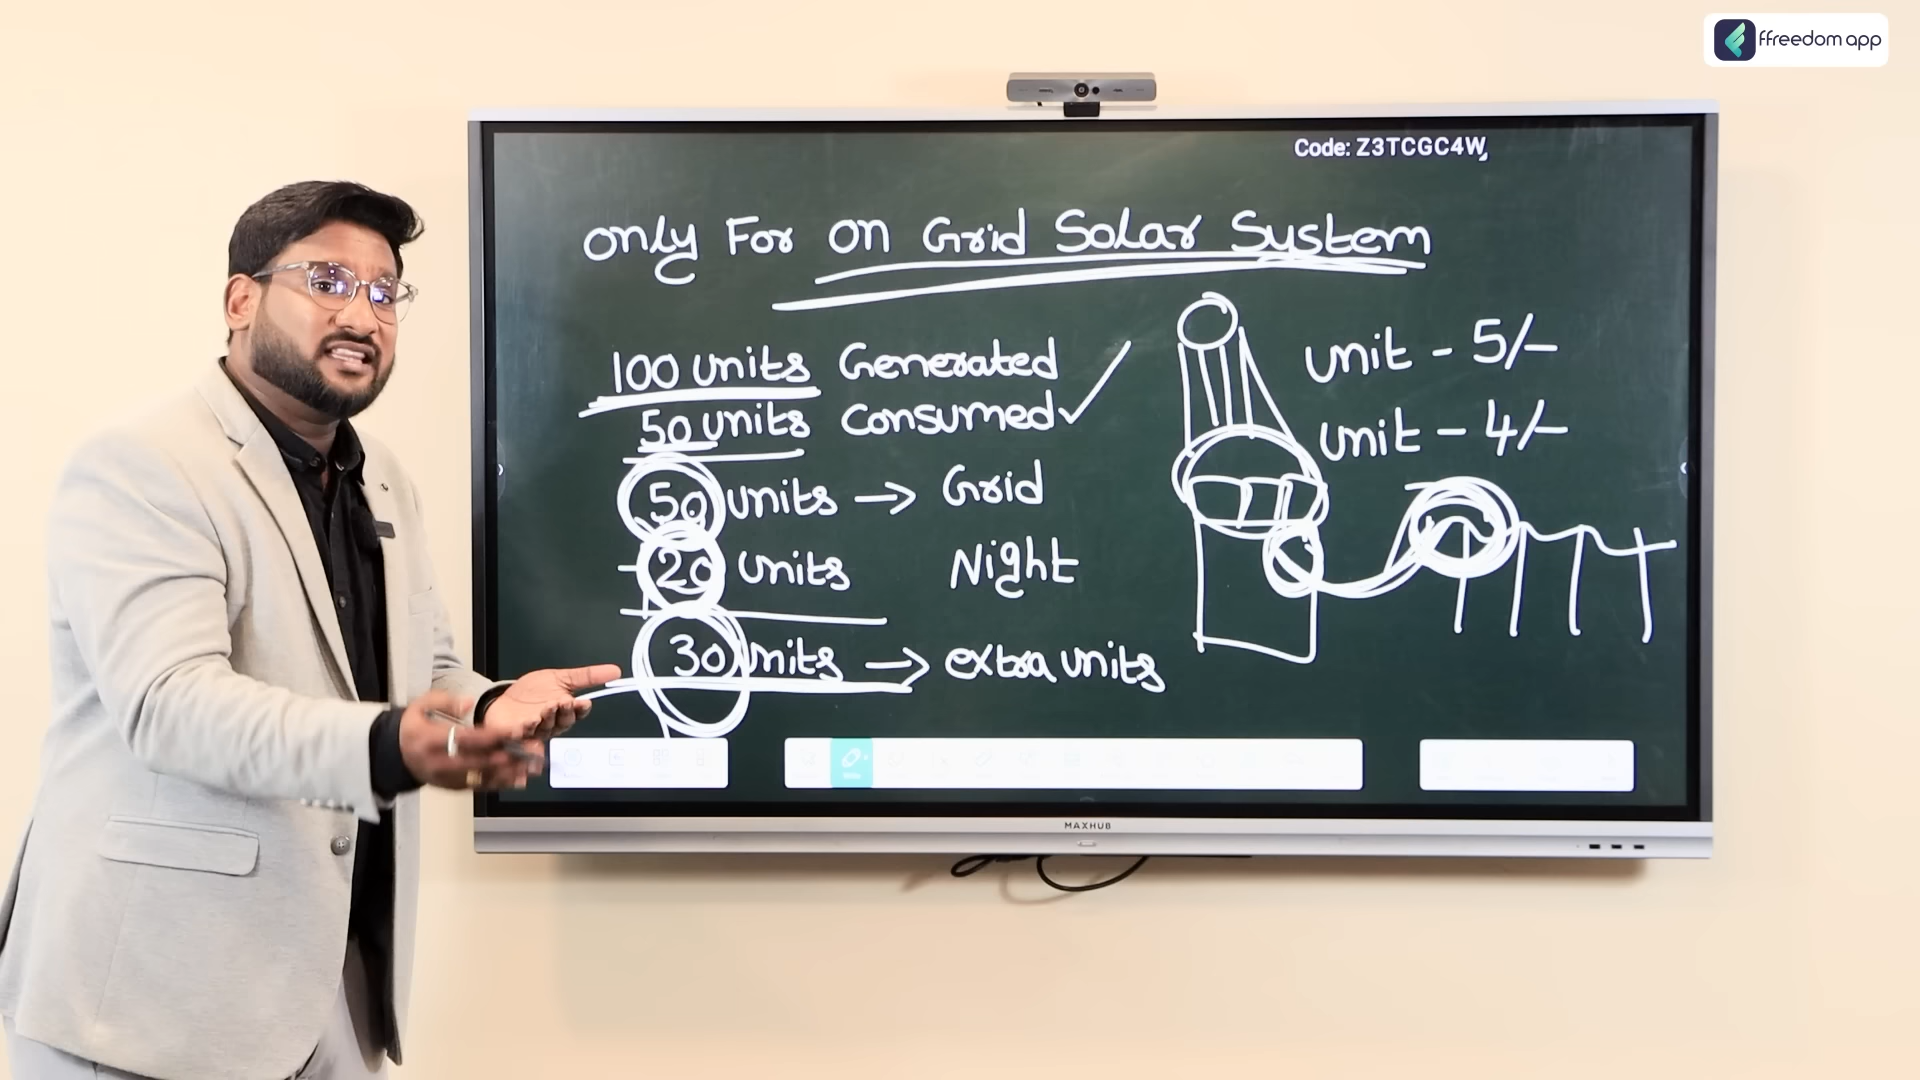 ffreedom app
Code: Z3TCGC4W
only For on Grid Solar System
100 units Generated
50 units Consumed
50 units → Grid
- 20 units Night
30 units → extra units
unit - 5/-
unit - 4/-
MAXHUB